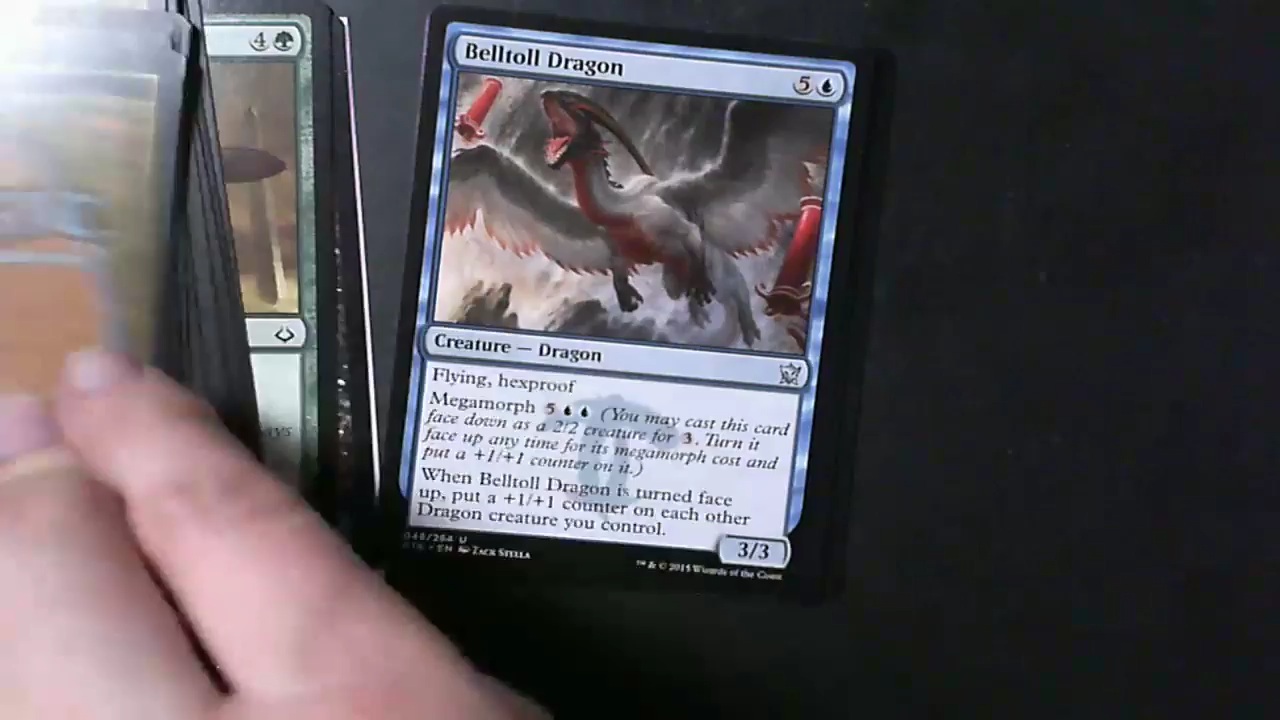 4
Belltoll Dragon
5
Creature — Dragon
Flying, hexproof
Megamorph 5 (You may cast this card
face down as a 2/2 creature for 3. Turn it
face up any time for its megamorph cost and
put a +1/+1 counter on it.)
When Belltoll Dragon is turned face
up, put a +1/+1 counter on each other
Dragon creature you control.
3/3
/264 U
EN Zack Stella
™ & © 2015 Wizards of the Coast